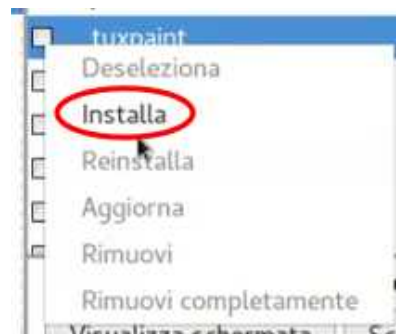 tuxpaint
Deseleziona
Installa
Reinstalla
Aggiorna
Rimuovi
Rimuovi completamente
Visualizza schermata